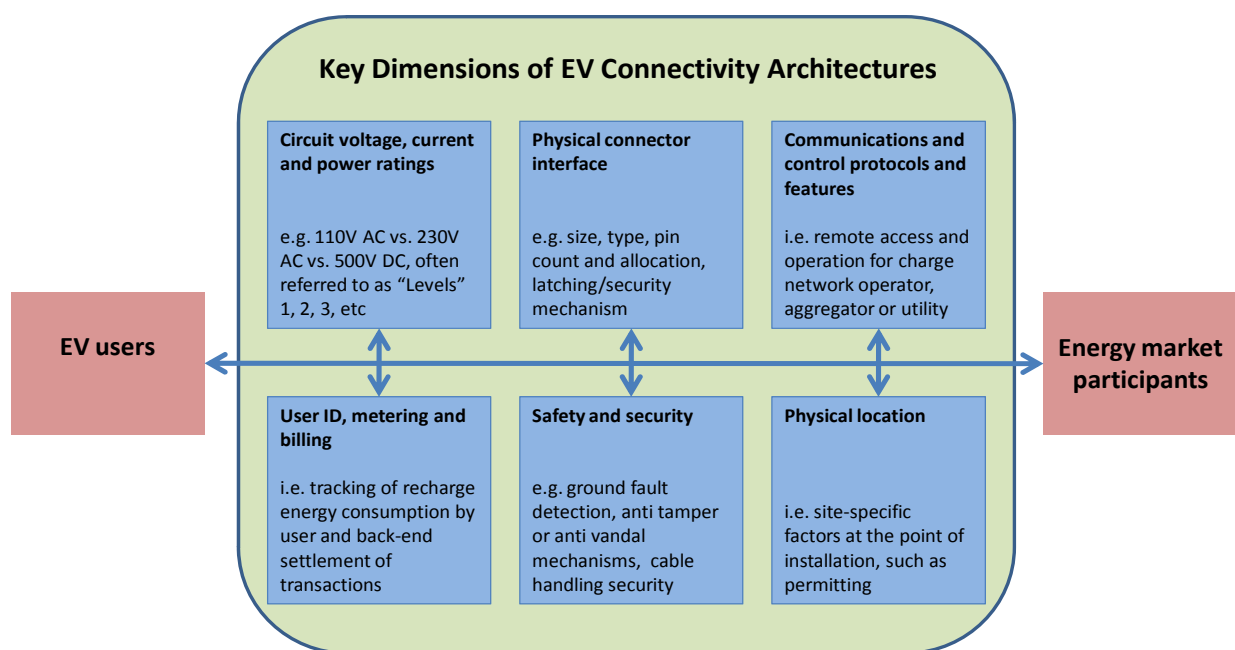 Key Dimensions of EV Connectivity Architectures
Circuit voltage, current
and power ratings
e.g. 110V AC vs. 230V
AC vs. 500V DC, often
referred to as “Levels”
1, 2, 3, etc
Physical connector
interface
e.g. size, type, pin
count and allocation,
latching/security
mechanism
Communications and
control protocols and
features
i.e. remote access and
operation for charge
network operator,
aggregator or utility
EV users
Energy market
participants
User ID, metering and
billing
i.e. tracking of recharge
energy consumption by
user and back-end
settlement of
transactions
Safety and security
e.g. ground fault
detection, anti tamper
or anti vandal
mechanisms,  cable
handling security
Physical location
i.e. site-specific
factors at the point of
installation, such as
permitting